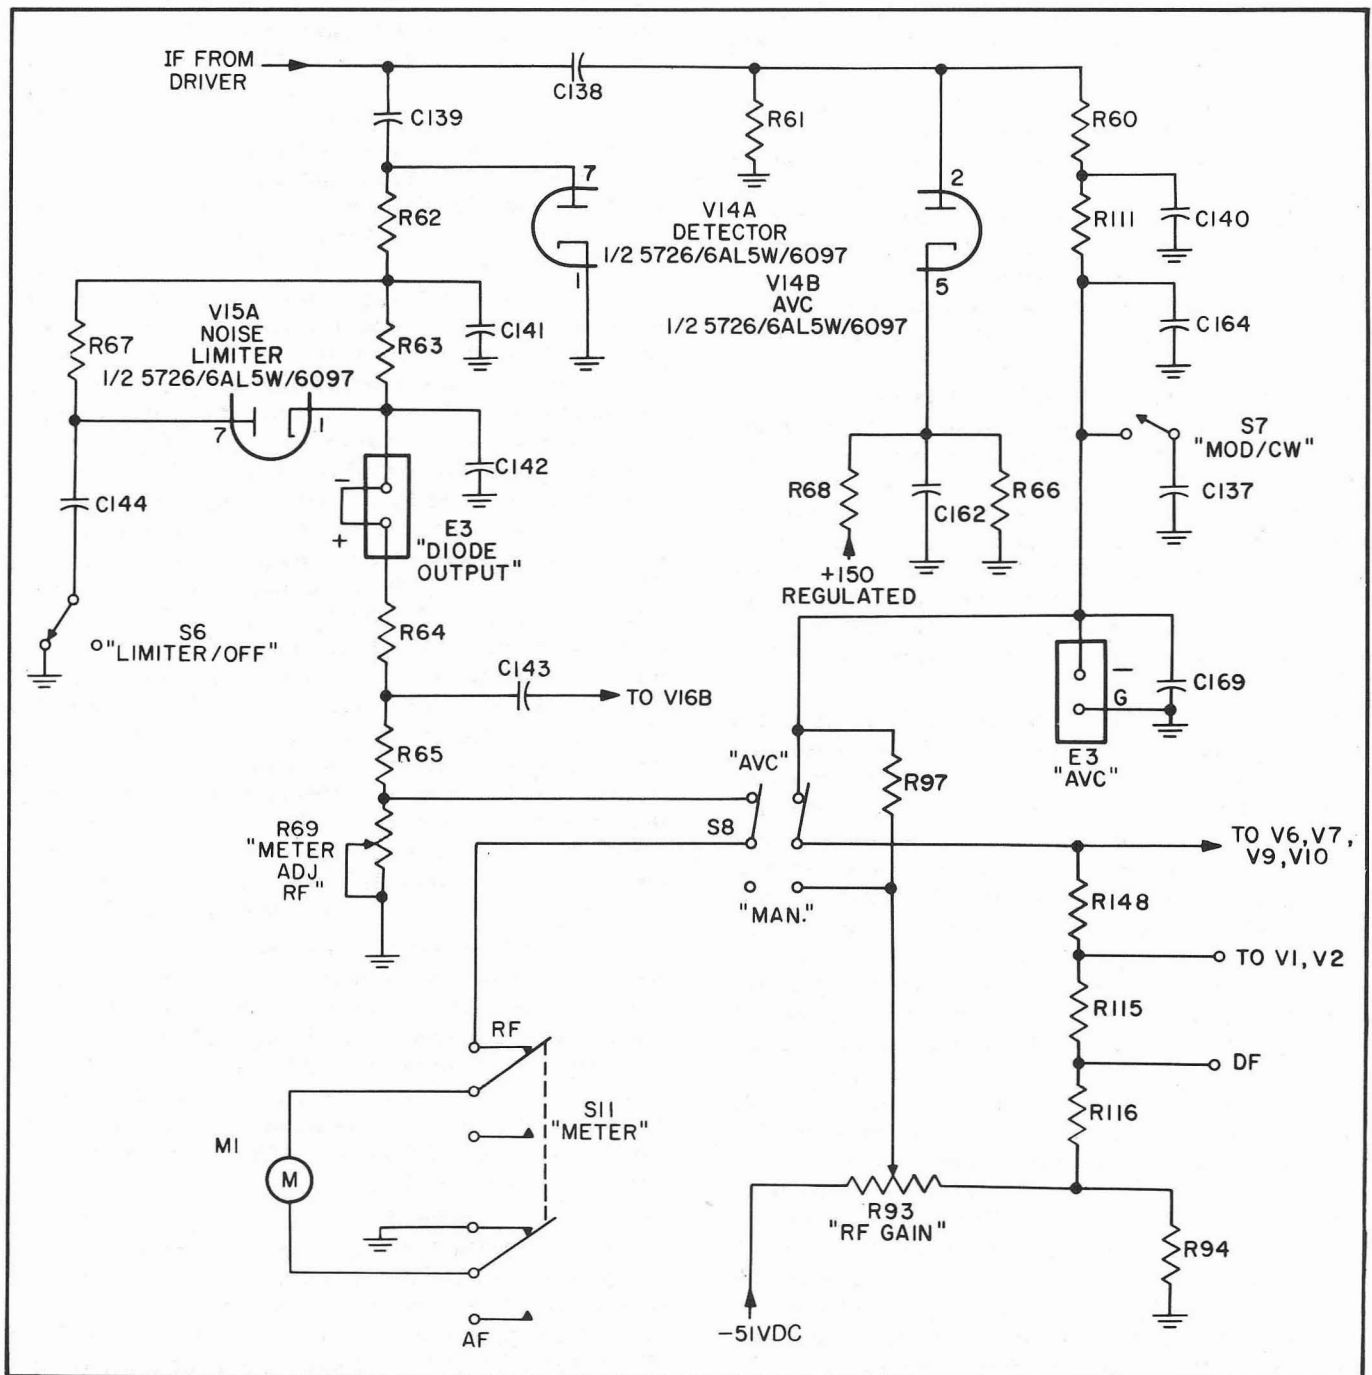 IF FROM
DRIVER
C138
C139
R61
R60
7
2
R62
V14A
DETECTOR
1/2 5726/6AL5W/6097
V14B
AVC
1/2 5726/6AL5W/6097
R111
C140
1
5
V15A
NOISE
LIMITER
1/2 5726/6AL5W/6097
R67
R63
C141
C164
7
1
S7
"MOD/CW"
C144
C142
R68
C162
R66
C137
-
+
E3
"DIODE
OUTPUT"
+150
REGULATED
S6
"LIMITER/OFF"
R64
C143
TO V16B
-
G
C169
E3
"AVC"
R65
"AVC"
R97
R69
"METER
ADJ
RF"
S8
TO V6, V7,
V9, V10
"MAN."
R148
TO V1, V2
R115
RF
DF
S11
"METER"
R116
M1
M
R93
"RF GAIN"
R94
AF
-51VDC